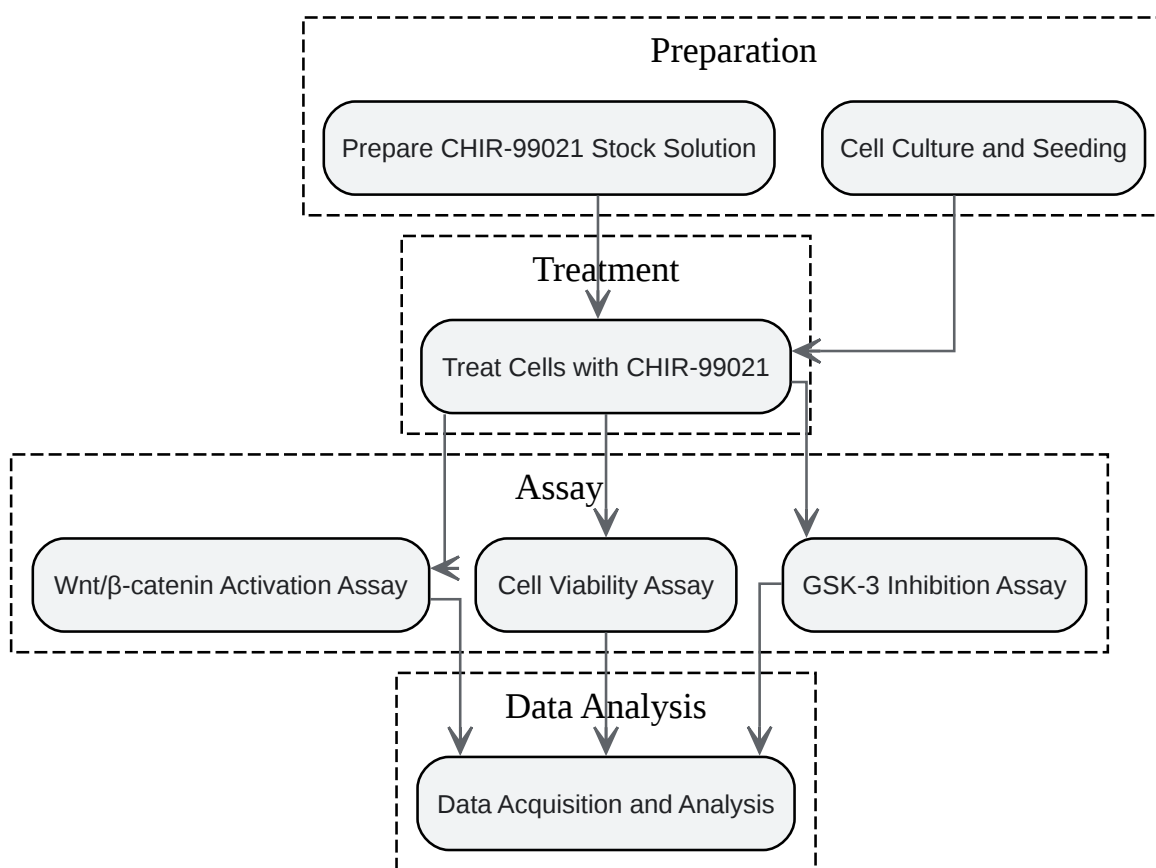 Preparation
Prepare CHIR-99021 Stock Solution
Cell Culture and Seeding
Treatment
Treat Cells with CHIR-99021
Assay
Wnt/β-catenin Activation Assay
Cell Viability Assay
GSK-3 Inhibition Assay
Data Analysis
Data Acquisition and Analysis